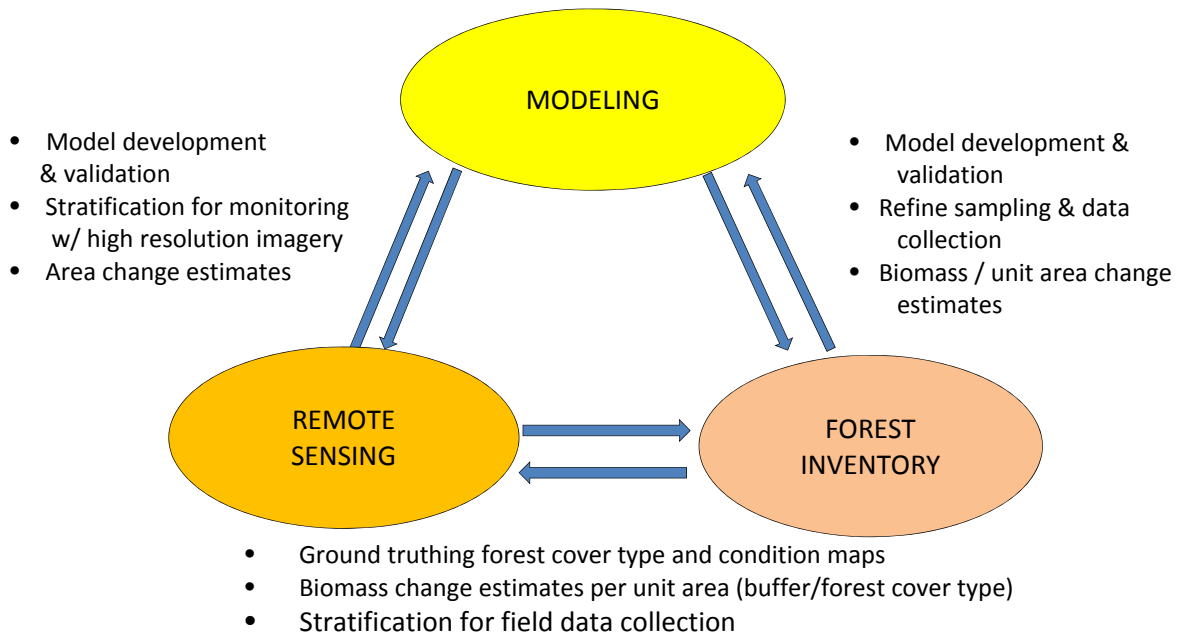 MODELING
• Model development
& validation
• Stratification for monitoring
w/ high resolution imagery
• Area change estimates
• Model development &
validation
• Refine sampling & data
collection
• Biomass / unit area change
estimates
REMOTE
SENSING
FOREST
INVENTORY
• Ground truthing forest cover type and condition maps
• Biomass change estimates per unit area (buffer/forest cover type)
• Stratification for field data collection